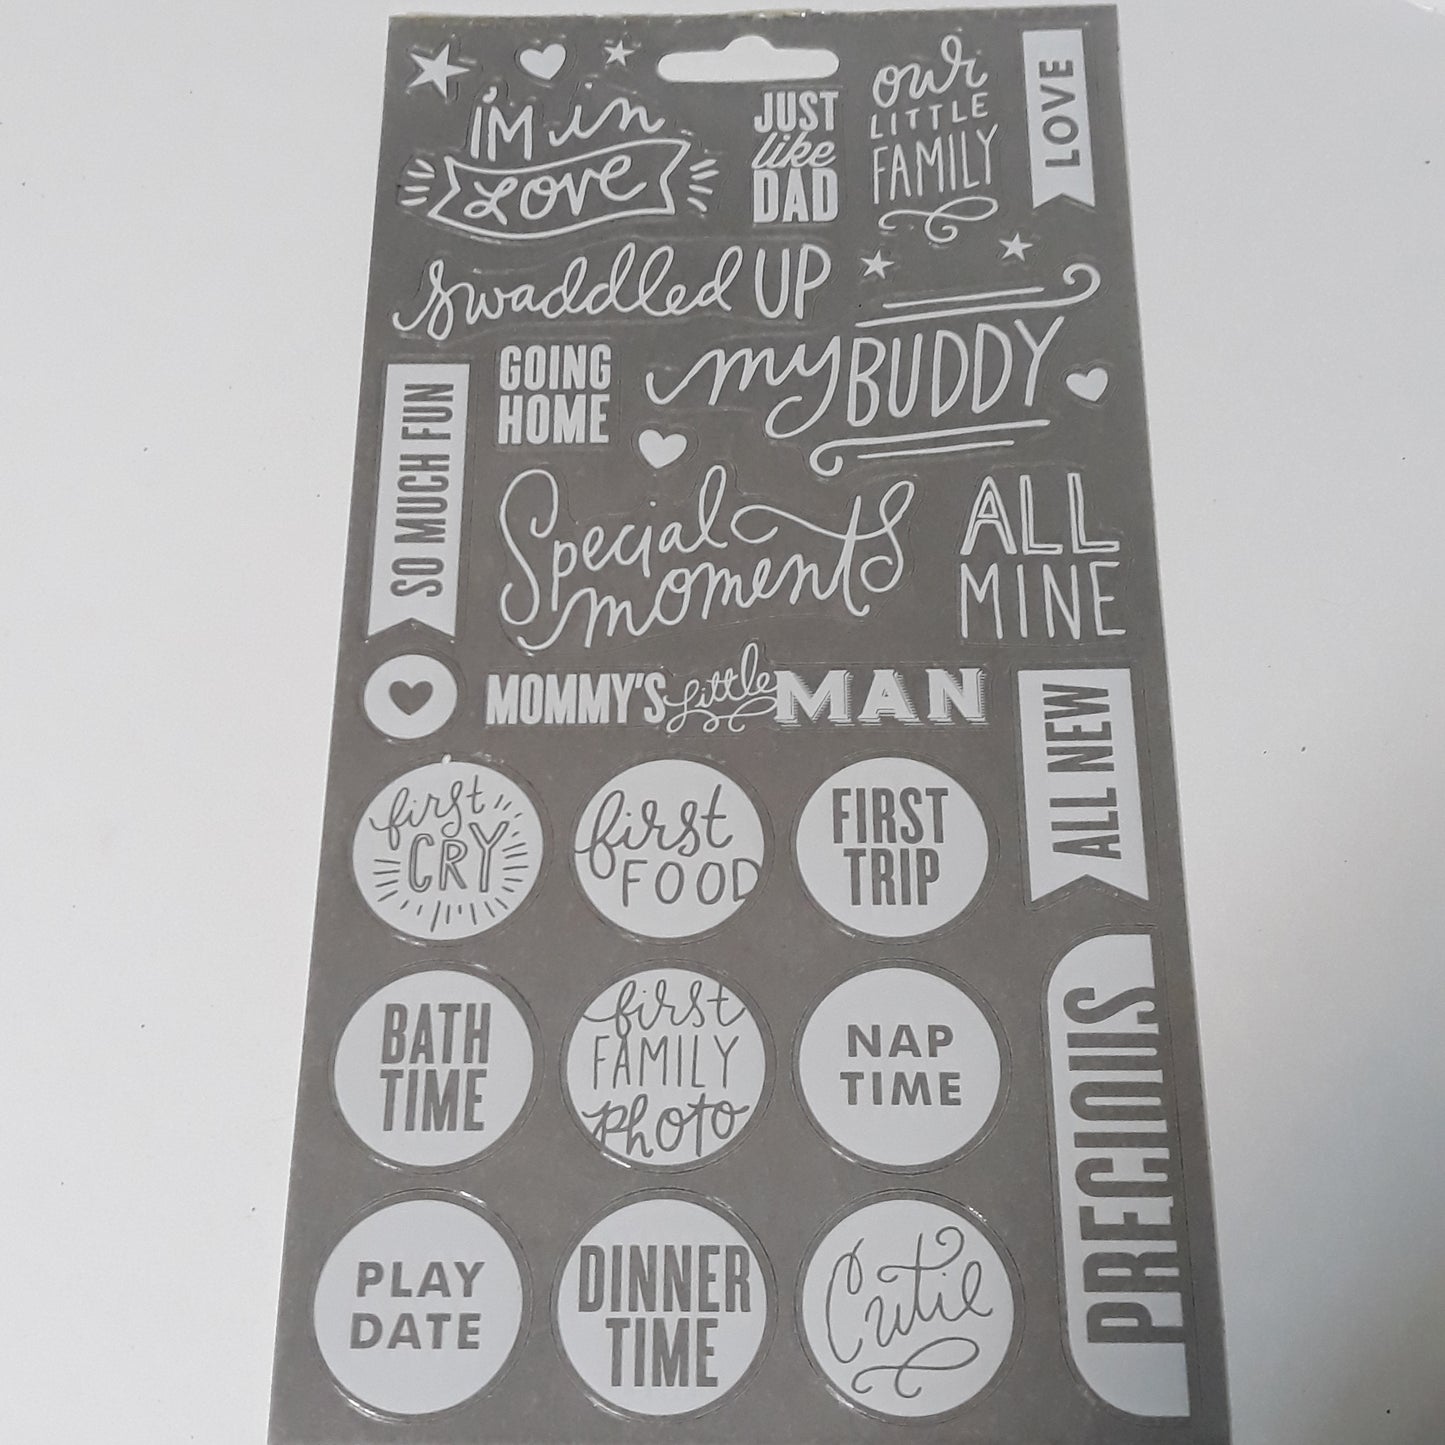 I'M in
Love
JUST
like
DAD
our
LITTLE
FAMILY
LOVE
swaddled UP
GOING
HOME
my BUDDY
SO MUCH FUN
Special
moments
ALL
MINE
MOMMY'S little MAN
ALL NEW
first
CRY
first
FOOD
FIRST
TRIP
BATH
TIME
first
FAMILY
photo
NAP
TIME
PRECIOUS
PLAY
DATE
DINNER
TIME
Cutie